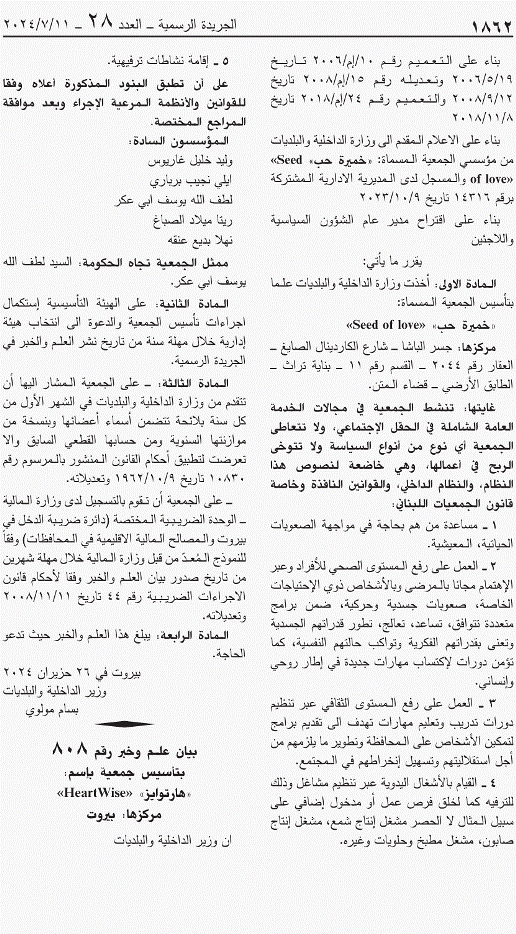 ١٨٦٢
الجريدة الرسمية ــ العدد ٢٨ ــ ٢٠٢٤/٧/١١
بناء على التعميم رقم ١٠/إم/٢٠٠٦ تاريخ
٢٠٠٦/٥/١٩ وتعديله رقم ١٥/إم/٢٠٠٨ تاريخ
٢٠٠٨/٩/١٢ والتعميم رقم ٢٤/إم/٢٠١٨ تاريخ
٢٠١٨/١١/٨
بناء على الاعلام المقدم الى وزارة الداخلية والبلديات
من مؤسسي الجمعية المسماة: «خميرة حب» «Seed
of love» والمسجل لدى المديرية الادارية المشتركة
برقم ١٤٣١٦ تاريخ ٢٠٢٣/١٠/٩
بناء على اقتراح مدير عام الشؤون السياسية
واللاجئين
يقرر ما يأتي:
المادة الاولى: أخذت وزارة الداخلية والبلديات علما
بتأسيس الجمعية المسماة:
«خميرة حب» «Seed of love»
مركزها: جسر الباشا ــ شارع الكاردينال الصايغ ــ
العقار رقم ٢٠٤٤ ــ القسم رقم ١١ ــ بناية تراث ــ
الطابق الأرضي ــ قضاء المتن.
غايتها: تنشط الجمعية في مجالات الخدمة
العامة الشاملة في الحقل الإجتماعي، ولا تتعاطى
الجمعية أي نوع من أنواع السياسة ولا تتوخى
الربح في أعمالها، وهي خاضعة لنصوص هذا
النظام، والنظام الداخلي، والقوانين النافذة وخاصة
قانون الجمعيات اللبناني:
١ ــ مساعدة من هم بحاجة في مواجهة الصعوبات
الحياتية، المعيشية.
٢ ــ العمل على رفع المستوى الصحي للأفراد وعبر
الإهتمام مجانا بالمرضى وبالأشخاص ذوي الإحتياجات
الخاصة، صعوبات جسدية وحركية، ضمن برامج
متعددة تتوافق، تساعد، تعالج، تطور قدراتهم الجسدية
وتعنى بقدراتهم الفكرية وتواكب حالتهم النفسية، كما
تؤمن دورات لإكتساب مهارات جديدة في إطار روحي
وإنساني.
٣ ــ العمل على رفع المستوى الثقافي عبر تنظيم
دورات تدريب وتعليم مهارات تهدف الى تقديم برامج
لتمكين الأشخاص على المحافظة وتطوير ما يلزمهم من
أجل استقلاليتهم وتسهيل إنخراطهم في المجتمع.
٤ ــ القيام بالأشغال اليدوية عبر تنظيم مشاغل وذلك
للترفيه كما لخلق فرص عمل أو مدخول إضافي على
سبيل المثال لا الحصر مشغل إنتاج شمع، مشغل إنتاج
صابون، مشغل مطبخ وحلويات وغيره.
٥ ــ إقامة نشاطات ترفيهية.
على أن تطبق البنود المذكورة أعلاه وفقا
للقوانين والأنظمة المرعية الإجراء وبعد موافقة
المراجع المختصة.
المؤسسون السادة:
وليد خليل غاريوس
ايلي نجيب برباري
لطف الله يوسف ابي عكر
ريتا ميلاد الصباغ
نهلا بديع عنقه
ممثل الجمعية تجاه الحكومة: السيد لطف الله
يوسف ابي عكر.
المادة الثانية: على الهيئة التأسيسية إستكمال
اجراءات تأسيس الجمعية والدعوة الى انتخاب هيئة
إدارية خلال مهلة سنة من تاريخ نشر العلم والخبر في
الجريدة الرسمية.
المادة الثالثة: ــ على الجمعية المشار اليها أن
تتقدم من وزارة الداخلية والبلديات في الشهر الأول من
كل سنة بلائحة تتضمن أسماء أعضائها وبنسخة من
موازنتها السنوية ومن حسابها القطعي السابق والا
تعرضت لتطبيق أحكام القانون المنشور بالمرسوم رقم
١٠٨٣٠ تاريخ ١٩٦٢/١٠/٩ وتعديلاته.
ــ على الجمعية أن تقوم بالتسجيل لدى وزارة المالية
ــ الوحدة الضريبية المختصة (دائرة ضريبة الدخل في
بيروت والمصالح المالية الاقليمية في المحافظات) وفقاً
للنموذج المُعدّ من قبل وزارة المالية خلال مهلة شهرين
من تاريخ صدور بيان العلم والخبر وفقا لأحكام قانون
الاجراءات الضريبية رقم ٤٤ تاريخ ٢٠٠٨/١١/١١
وتعديلاته.
المادة الرابعة: يبلغ هذا العلم والخبر حيث تدعو
الحاجة.
بيروت في ٢٦ حزيران ٢٠٢٤
وزير الداخلية والبلديات
بسام مولوي
بيان علم وخبر رقم ٨٠٨
بتأسيس جمعية بإسم:
«هارتوايز» «HeartWise»
مركزها: بيروت
ان وزير الداخلية والبلديات